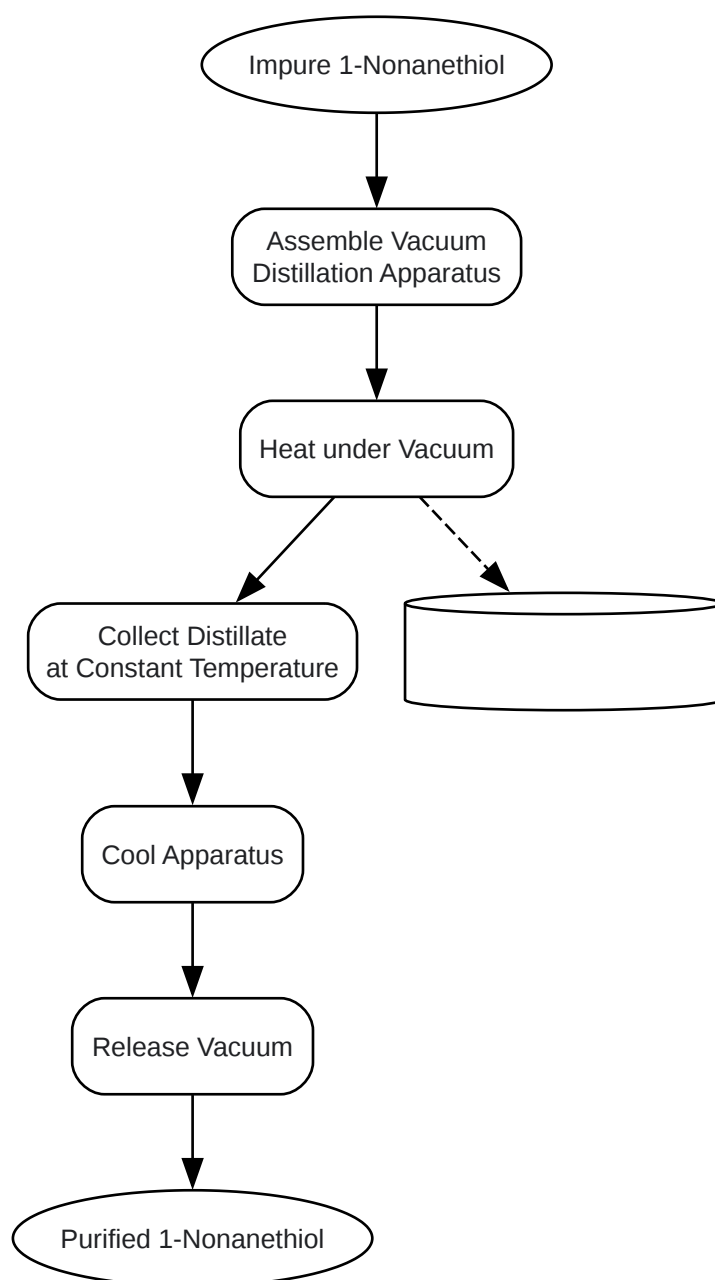 Impure 1-Nonanethiol
Assemble Vacuum
Distillation Apparatus
Heat under Vacuum
Collect Distillate
at Constant Temperature
Cool Apparatus
Release Vacuum
Purified 1-Nonanethiol